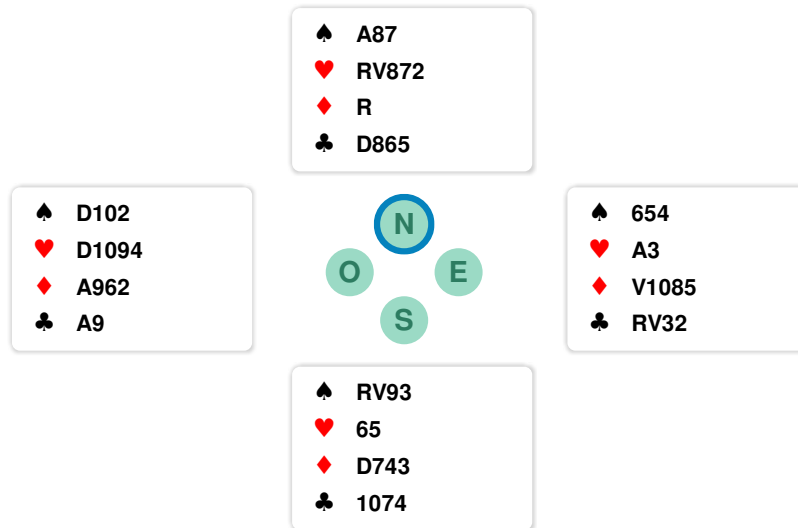 ♠ A87
♥ RV872
♦ R
♣ D865
♠ D102
♥ D1094
♦ A962
♣ A9
N
O
E
S
♠ 654
♥ A3
♦ V1085
♣ RV32
♠ RV93
♥ 65
♦ D743
♣ 1074